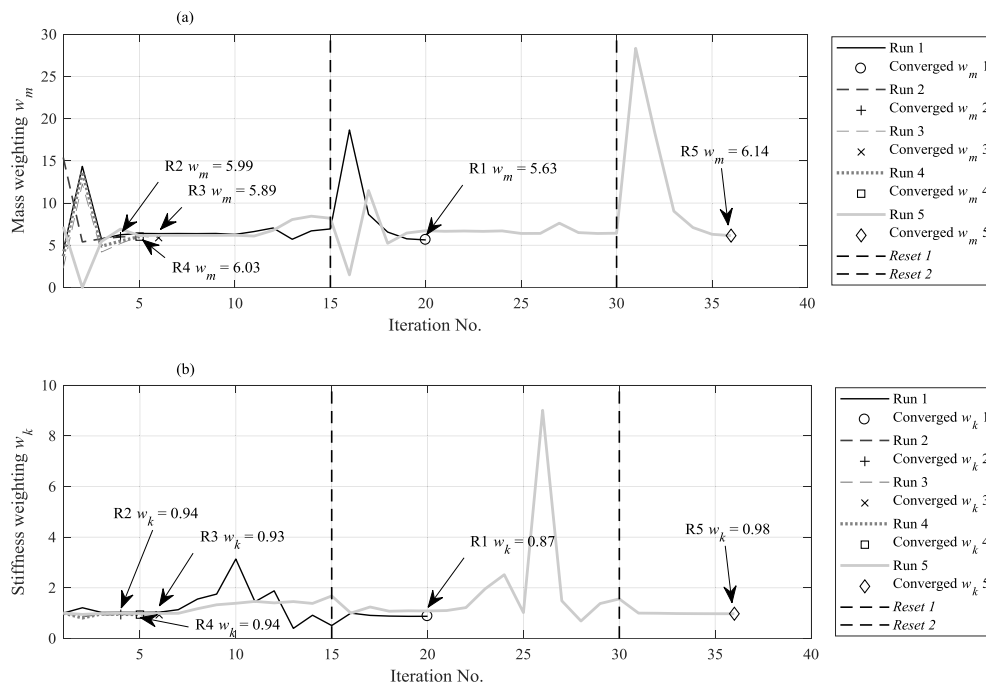 (a)
30
25
20
15
10
5
0
Mass weighting w_m
5
10
15
20
25
30
35
40
Iteration No.
R2 w_m = 5.99
R3 w_m = 5.89
R4 w_m = 6.03
R1 w_m = 5.63
R5 w_m = 6.14
Run 1
Converged w_m 1
Run 2
Converged w_m 2
Run 3
Converged w_m 3
Run 4
Converged w_m 4
Run 5
Converged w_m 5
Reset 1
Reset 2
(b)
10
8
6
4
2
0
Stiffness weighting w_k
5
10
15
20
25
30
35
40
Iteration No.
R2 w_k = 0.94
R3 w_k = 0.93
R4 w_k = 0.94
R1 w_k = 0.87
R5 w_k = 0.98
Run 1
Converged w_k 1
Run 2
Converged w_k 2
Run 3
Converged w_k 3
Run 4
Converged w_k 4
Run 5
Converged w_k 5
Reset 1
Reset 2